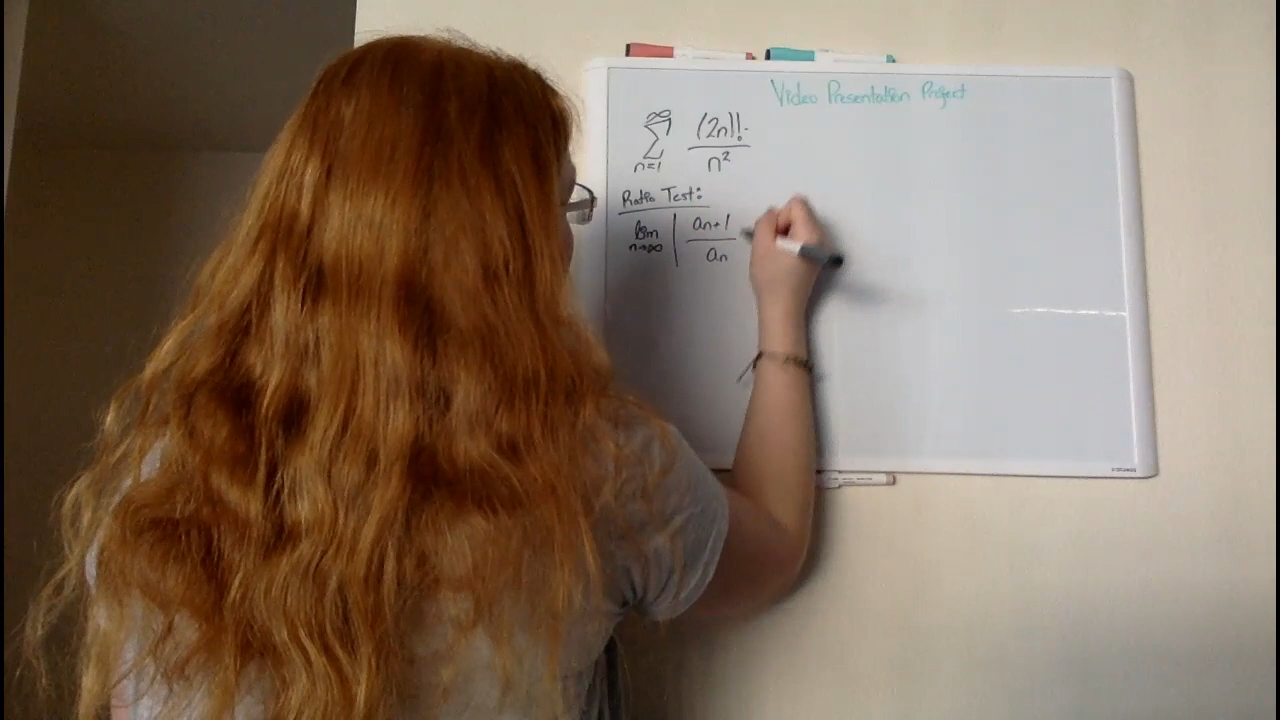 Video Presentation Project
∞
∑ (2n)!
n=1 n²
Ratio Test:
lim | an+1
n→∞ an